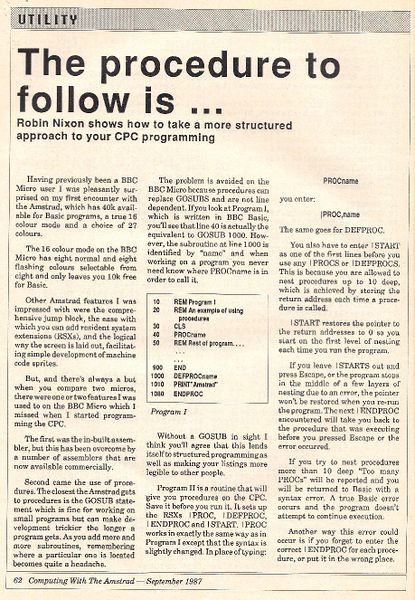 UTILITY
The procedure to
follow is ...
Robin Nixon shows how to take a more structured
approach to your CPC programming
Having previously been a BBC
Micro user I was pleasantly sur-
prised on my first encounter with
the Amstrad, which has 40k avail-
able for Basic programs, a true 16
colour mode and a choice of 27
colours.
The 16 colour mode on the BBC
Micro has eight normal and eight
flashing colours selectable from
eight and only leaves you 10k free
for Basic.
Other Amstrad features I was
impressed with were the compre-
hensive jump block, the ease with
which you can add resident system
extensions (RSXs), and the logical
way the screen is laid out, facilitat-
ing simple development of machine
code sprites.
But, and there's always a but
when you compare two micros,
there were one or two features I was
used to on the BBC Micro which I
missed when I started program-
ming the CPC.
The first was the in-built assem-
bler, but this has been overcome by
a number of assemblers that are
now available commercially.
Second came the use of proce-
dures. The closest the Amstrad gets
to procedures is the GOSUB state-
ment which is fine for working on
small programs but can make de-
velopment trickier the longer a
program gets. As you add more and
more subroutines, remembering
where a particular one is located
becomes quite a headache.
The problem is avoided on the
BBC Micro because procedures can
replace GOSUBS and are not line
dependent. If you look at Program I,
which is written in BBC Basic,
you'll see that line 40 is actually the
equivalent to GOSUB 1000. How-
ever, the subroutine at line 1000 is
identified by "name" and when
working on a program you never
need know where PROCname is in
order to call it.
10 REM Program I
20 REM An example of using
procedures
30 CLS
40 PROCname
50 REM Rest of program....
...
...
900 END
1000 DEFPROCname
1010 PRINT"Amstrad"
1080 ENDPROC
Program I
Without a GOSUB in sight I
think you'll agree that this lends
itself to structured programming as
well as making your listings more
legible to other people.
Program II is a routine that will
give you procedures on the CPC.
Save it before you run it. It sets up
the RSXs |PROC, |DEFPROC,
|ENDPROC and |START. |PROC
works in exactly the same way as in
Program I except that the syntax is
slightly changed. In place of typing:
PROCname
you enter:
|PROC,name
The same goes for DEFPROC.
You also have to enter |START
as one of the first lines before you
use any |PROCS or |DEFPROCS.
This is because you are allowed to
nest procedures up to 10 deep,
which is achieved by storing the
return address each time a proce-
dure is called.
|START restores the pointer to
the return addresses to 0 so you
start on the first level of nesting
each time you run the program.
If you leave |STARTS out and
press Escape, or the program stops
in the middle of a few layers of
nesting due to an error, the pointer
won't be restored when you re-run
the program. The next |ENDPROC
encountered will take you back to
the procedure that was executing
before you pressed Escape or the
error occurred.
If you try to nest procedures
more than 10 deep "Too many
PROCs" will be reported and you
will be returned to Basic with a
syntax error. A true Basic error
occurs and the program doesn't
attempt to continue execution.
Another way this error could
occur is if you forget to enter the
correct |ENDPROC for each proce-
dure, or put it in the wrong place.
62 Computing With The Amstrad — September 1987